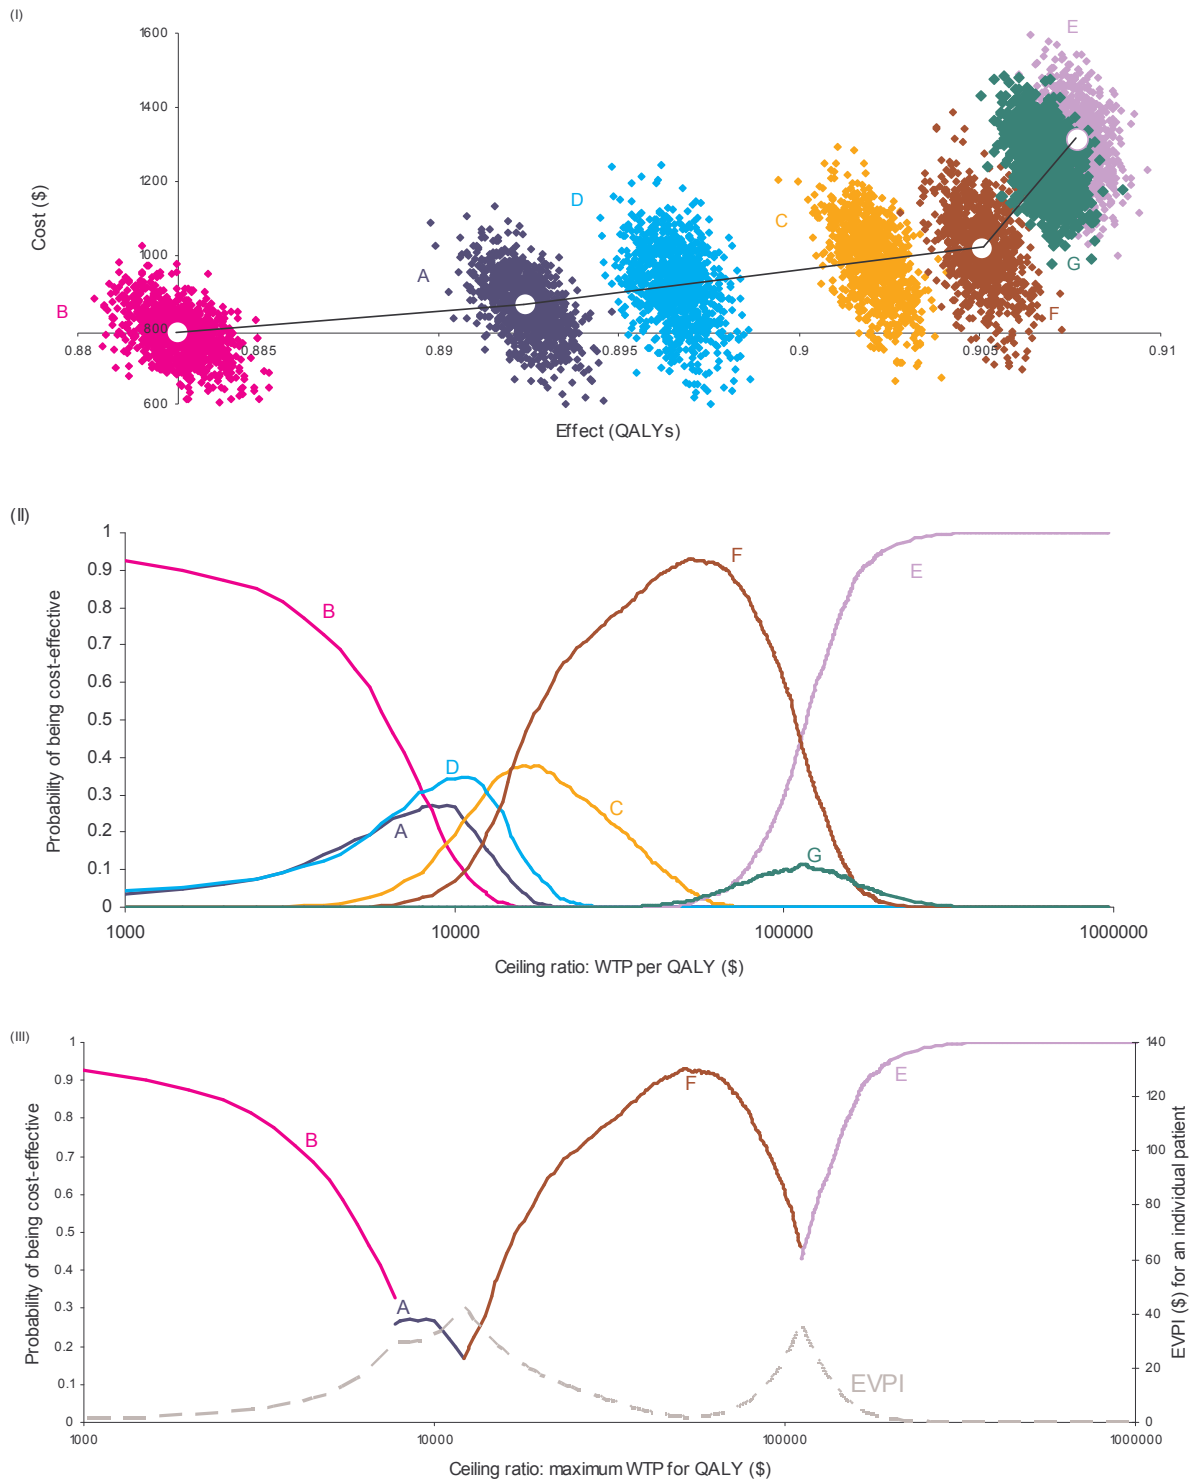 (I)
E
1600
1400
1200
1000
800
600
Cost ($)
D
C
A
B
G
F
0.88
0.885
0.89
0.895
0.9
0.905
0.91
Effect (QALYs)
(II)
1
0.9
0.8
0.7
0.6
0.5
0.4
0.3
0.2
0.1
0
Probability of being cost-effective
B
D
A
C
F
G
E
1000
10000
100000
1000000
Ceiling ratio: WTP per QALY ($)
(III)
1
0.9
0.8
0.7
0.6
0.5
0.4
0.3
0.2
0.1
0
Probability of being cost-effective
B
A
F
E
EVPI
140
120
100
80
60
40
20
0
EVPI ($) for an individual patient
1000
10000
100000
1000000
Ceiling ratio: maximum WTP for QALY ($)